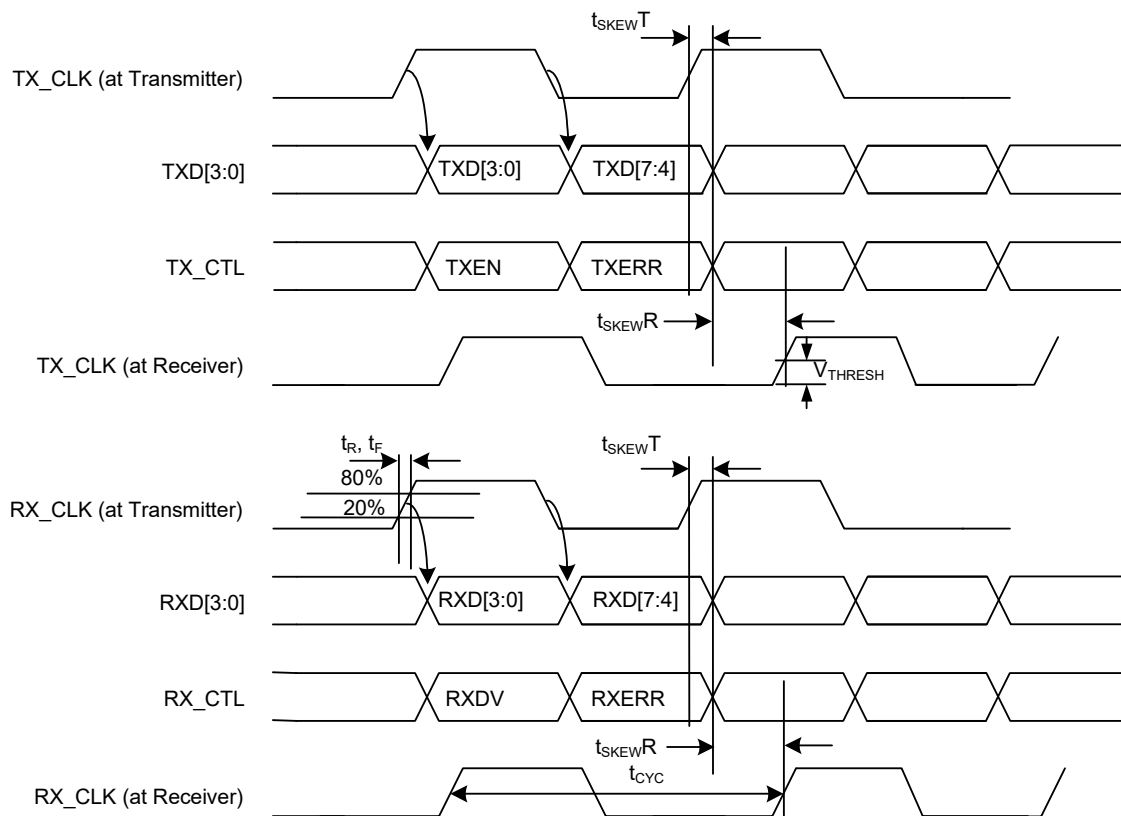 tSKEWT
TX_CLK (at Transmitter)
TXD[3:0]
TXD[3:0]
TXD[7:4]
TX_CTL
TXEN
TXERR
tSKEWR
TX_CLK (at Receiver)
VTHRESH
tR, tF
tSKEWT
80%
20%
RX_CLK (at Transmitter)
RXD[3:0]
RXD[3:0]
RXD[7:4]
RX_CTL
RXDV
RXERR
tSKEWR
tCYC
RX_CLK (at Receiver)